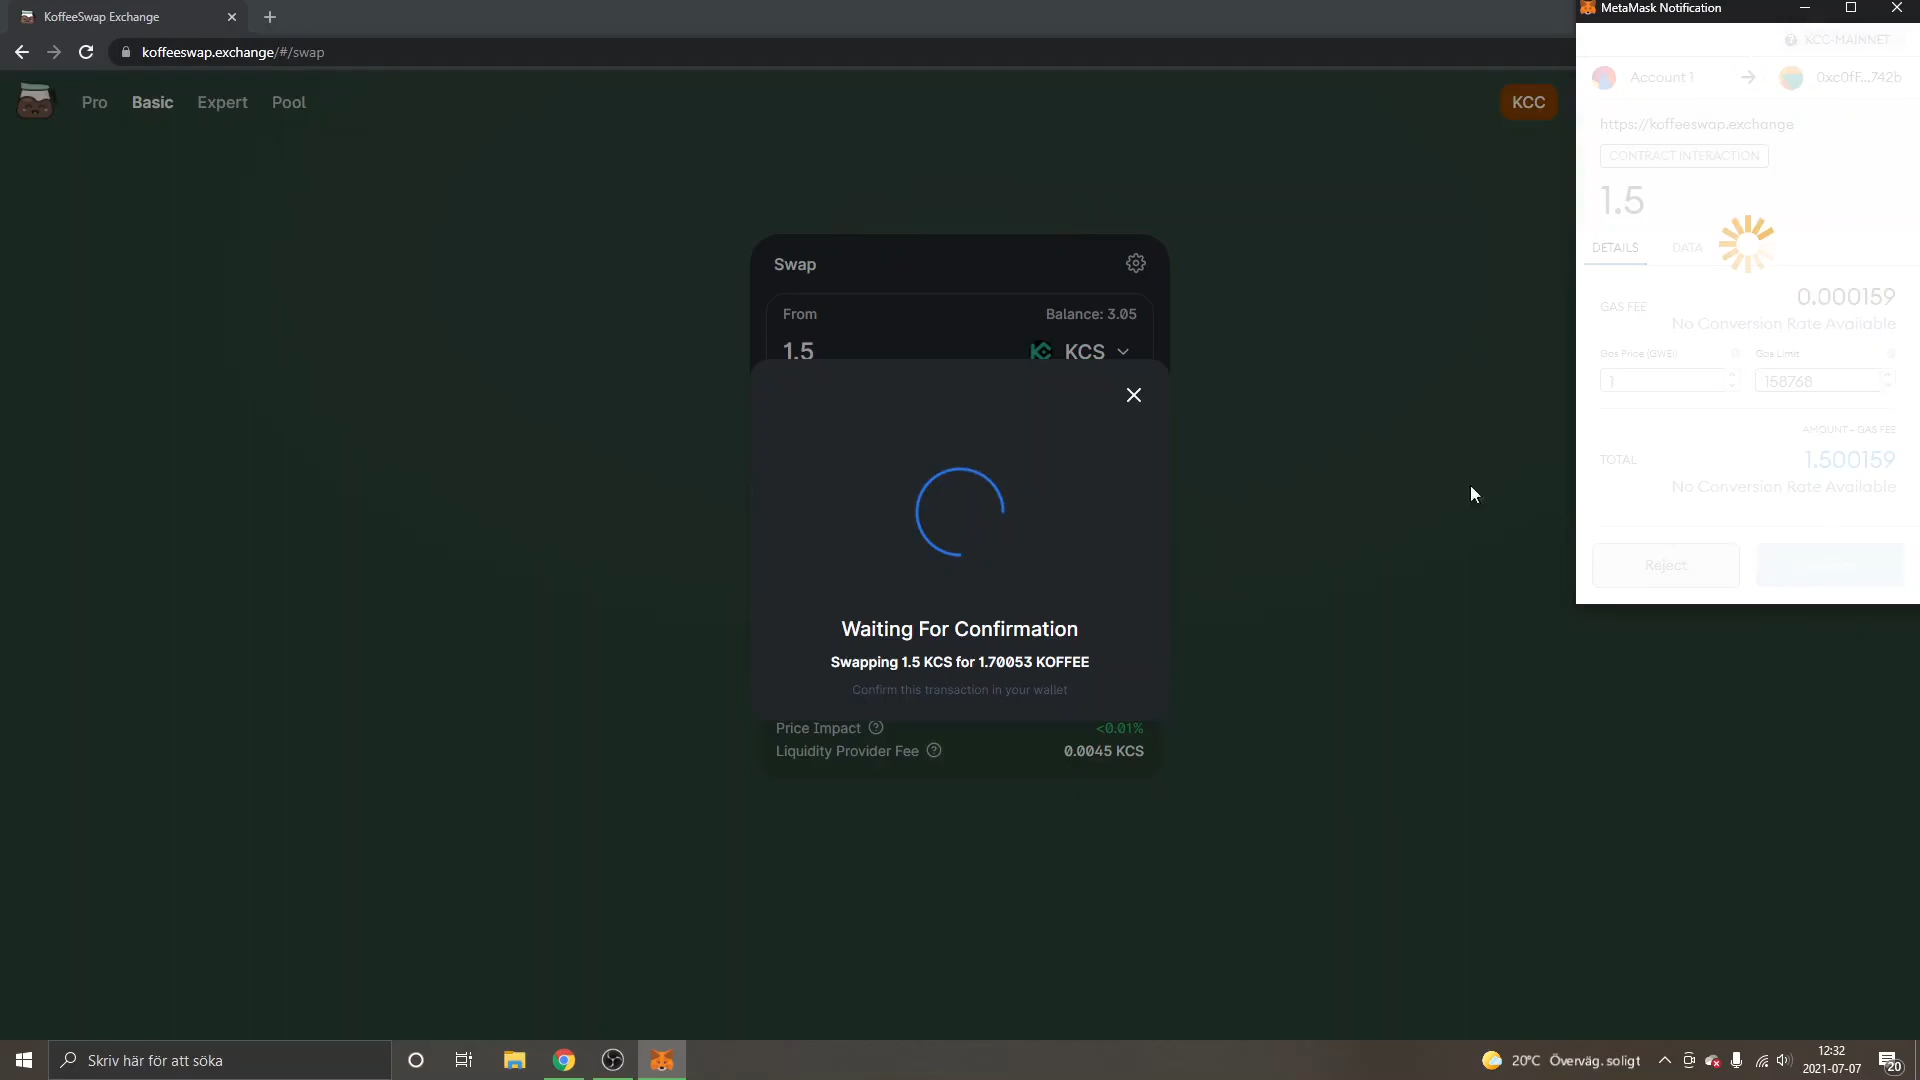 KoffeeSwap Exchange
koffeeswap.exchange/#/swap
Pro
Basic
Expert
Pool
KCC
Swap
From
Balance: 3.05
1.5
KCS
Waiting For Confirmation
Swapping 1.5 KCS for 1.70053 KOFFEE
Confirm this transaction in your wallet
Price Impact
<0.01%
Liquidity Provider Fee
0.0045 KCS
MetaMask Notification
KCC-MAINNET
Account 1
0xc0fF...742b
https://koffeeswap.exchange
CONTRACT INTERACTION
1.5
DETAILS
DATA
GAS FEE
0.000159
No Conversion Rate Available
Gas Price (GWEI)
Gas Limit
1
158768
AMOUNT + GAS FEE
TOTAL
1.500159
No Conversion Rate Available
Reject
Skriv här för att söka
20°C Överväg. soligt
12:32
2021-07-07
20